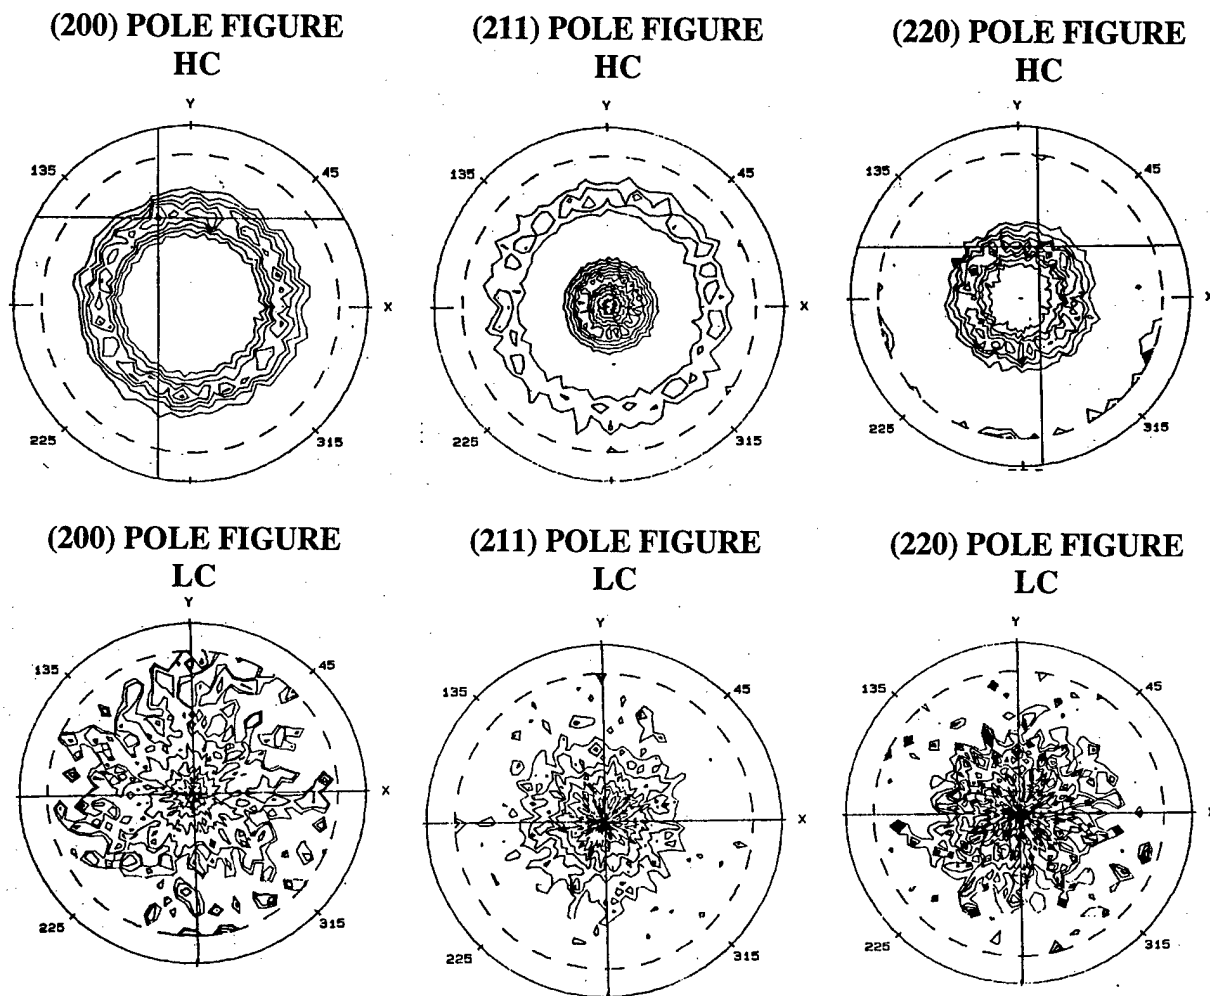 (200) POLE FIGURE
HC
(211) POLE FIGURE
HC
(220) POLE FIGURE
HC
Y
135
45
X
225
315
Y
135
45
X
225
315
Y
135
45
X
225
315
(200) POLE FIGURE
LC
(211) POLE FIGURE
LC
(220) POLE FIGURE
LC
Y
135
45
X
225
315
Y
135
45
X
225
315
Y
135
45
X
225
315